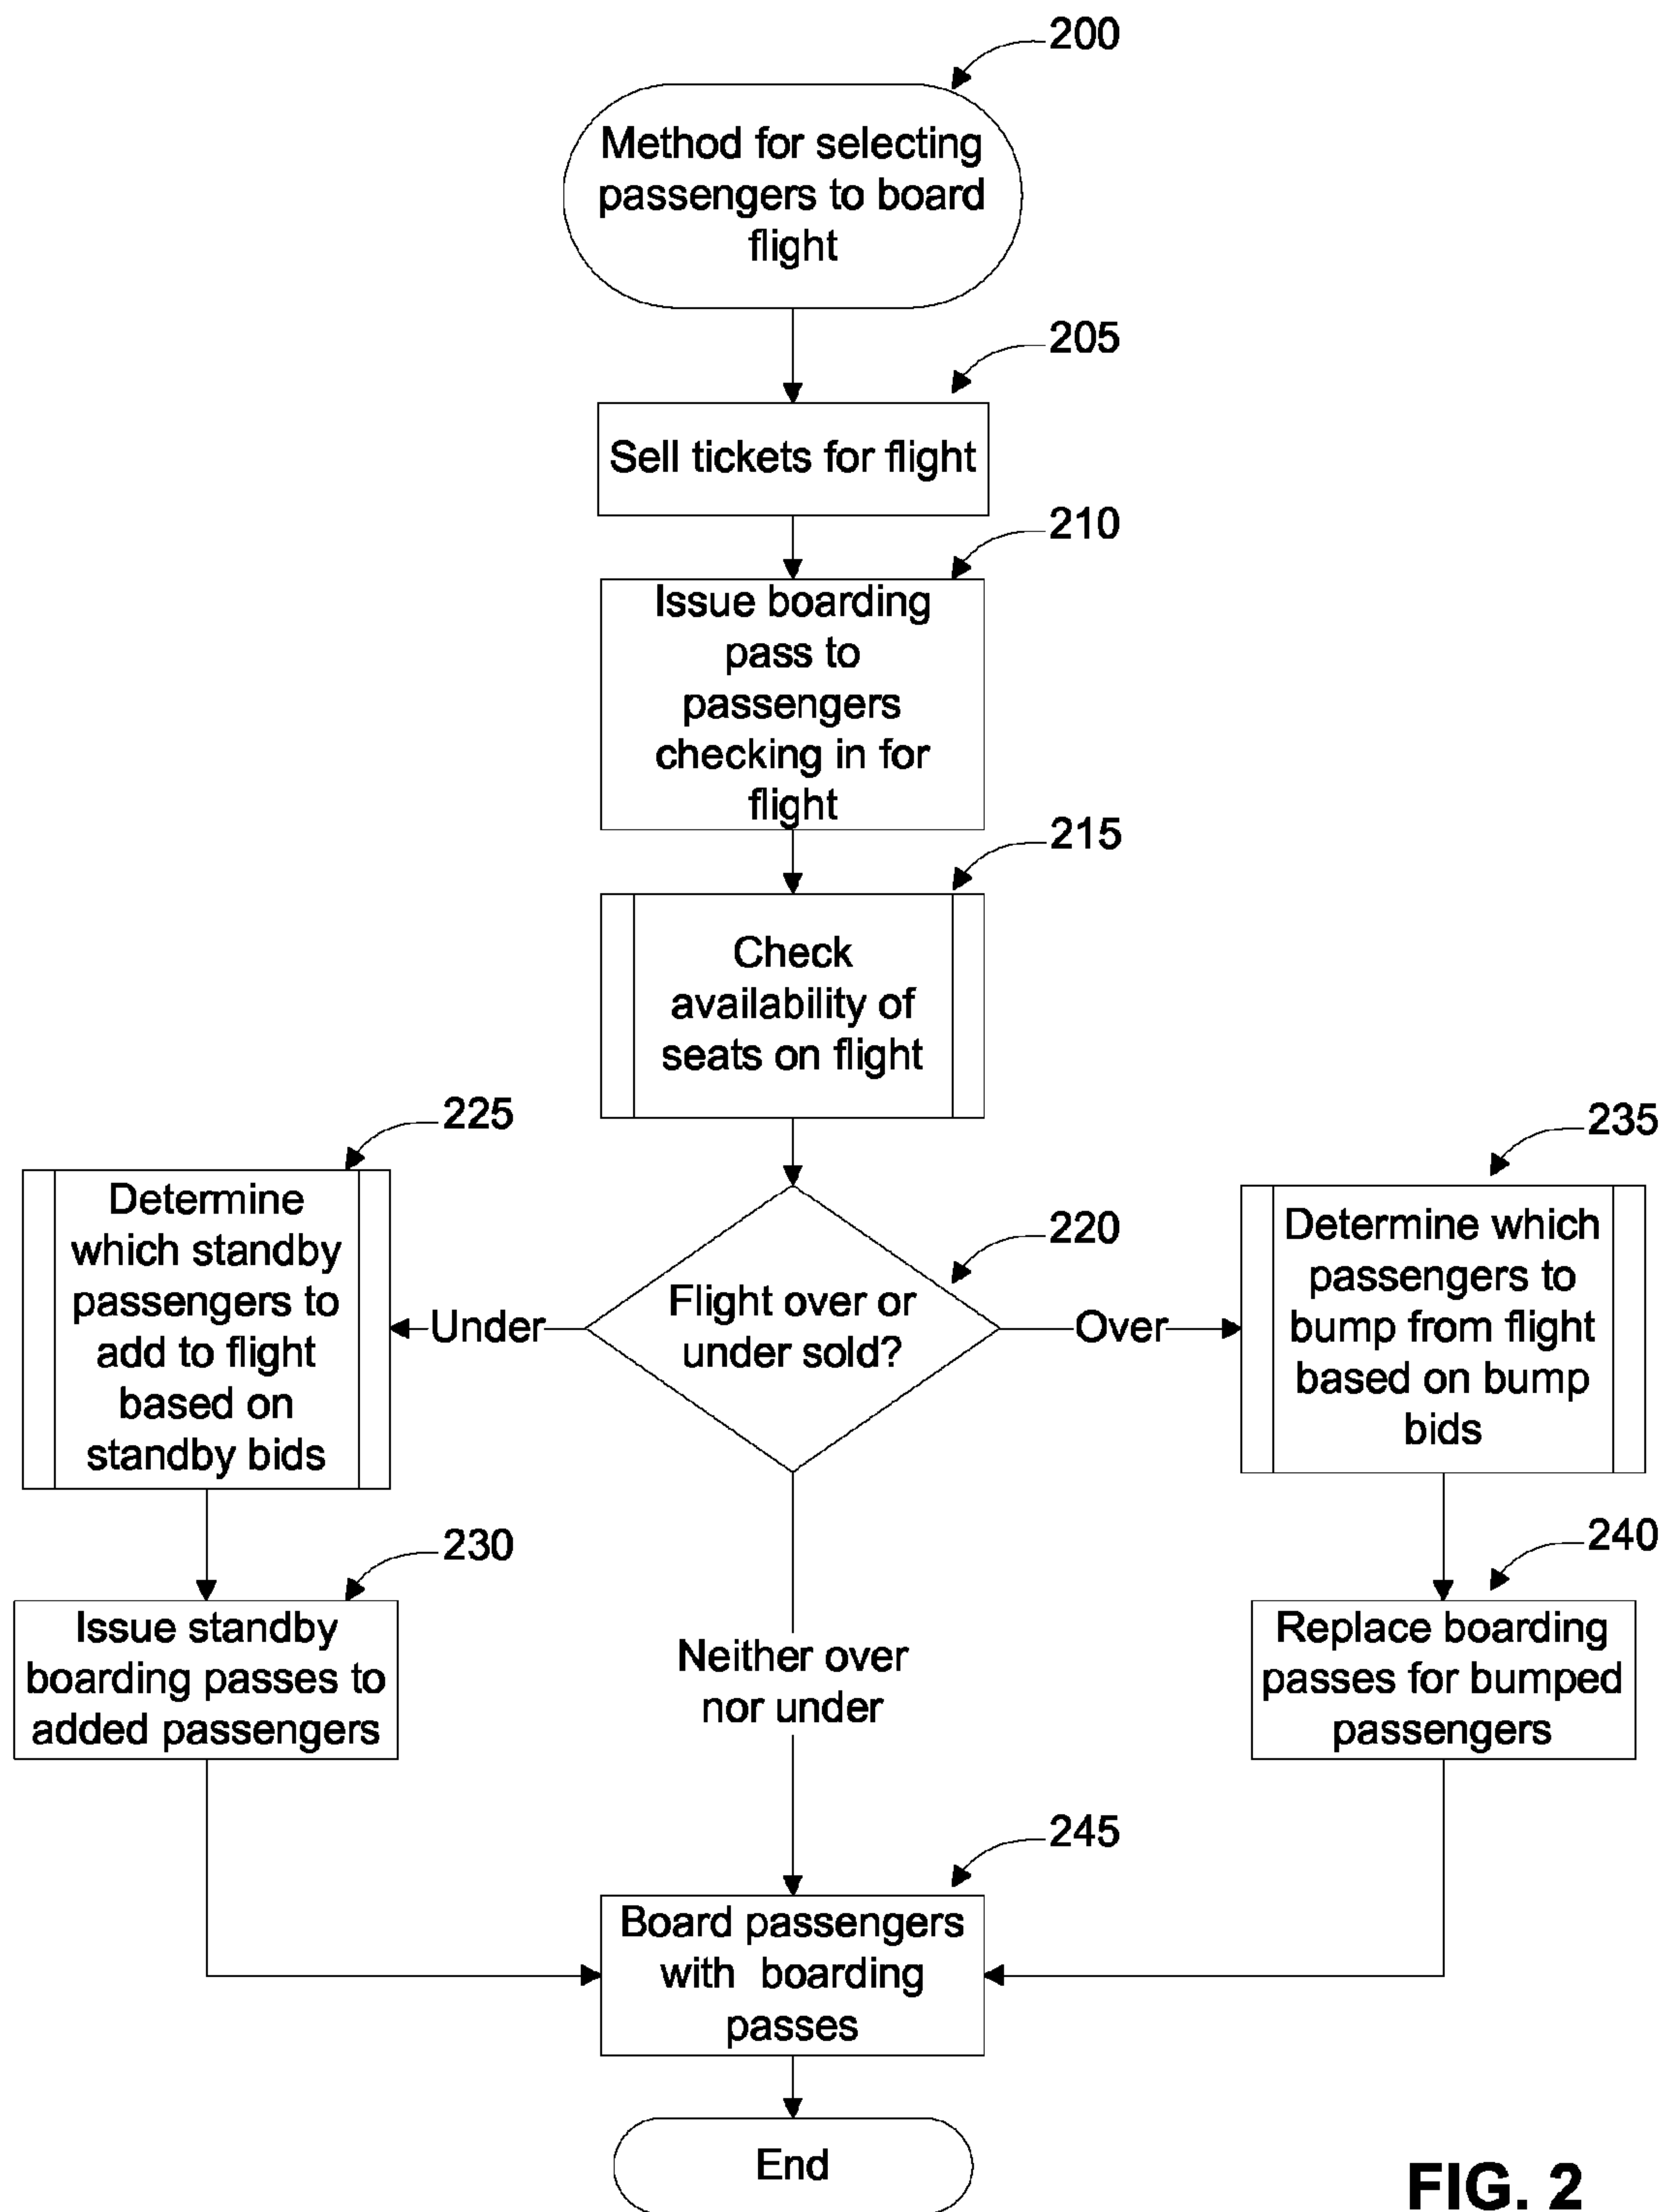 200
Method for selecting
passengers to board
flight
205
Sell tickets for flight
210
Issue boarding
pass to
passengers
checking in for
flight
215
Check
availability of
seats on flight
225
Determine
which standby
passengers to
add to flight
based on
standby bids
Under
220
Flight over or
under sold?
Over
235
Determine which
passengers to
bump from flight
based on bump
bids
230
Issue standby
boarding passes to
added passengers
Neither over
nor under
240
Replace boarding
passes for bumped
passengers
245
Board passengers
with boarding
passes
End
FIG. 2